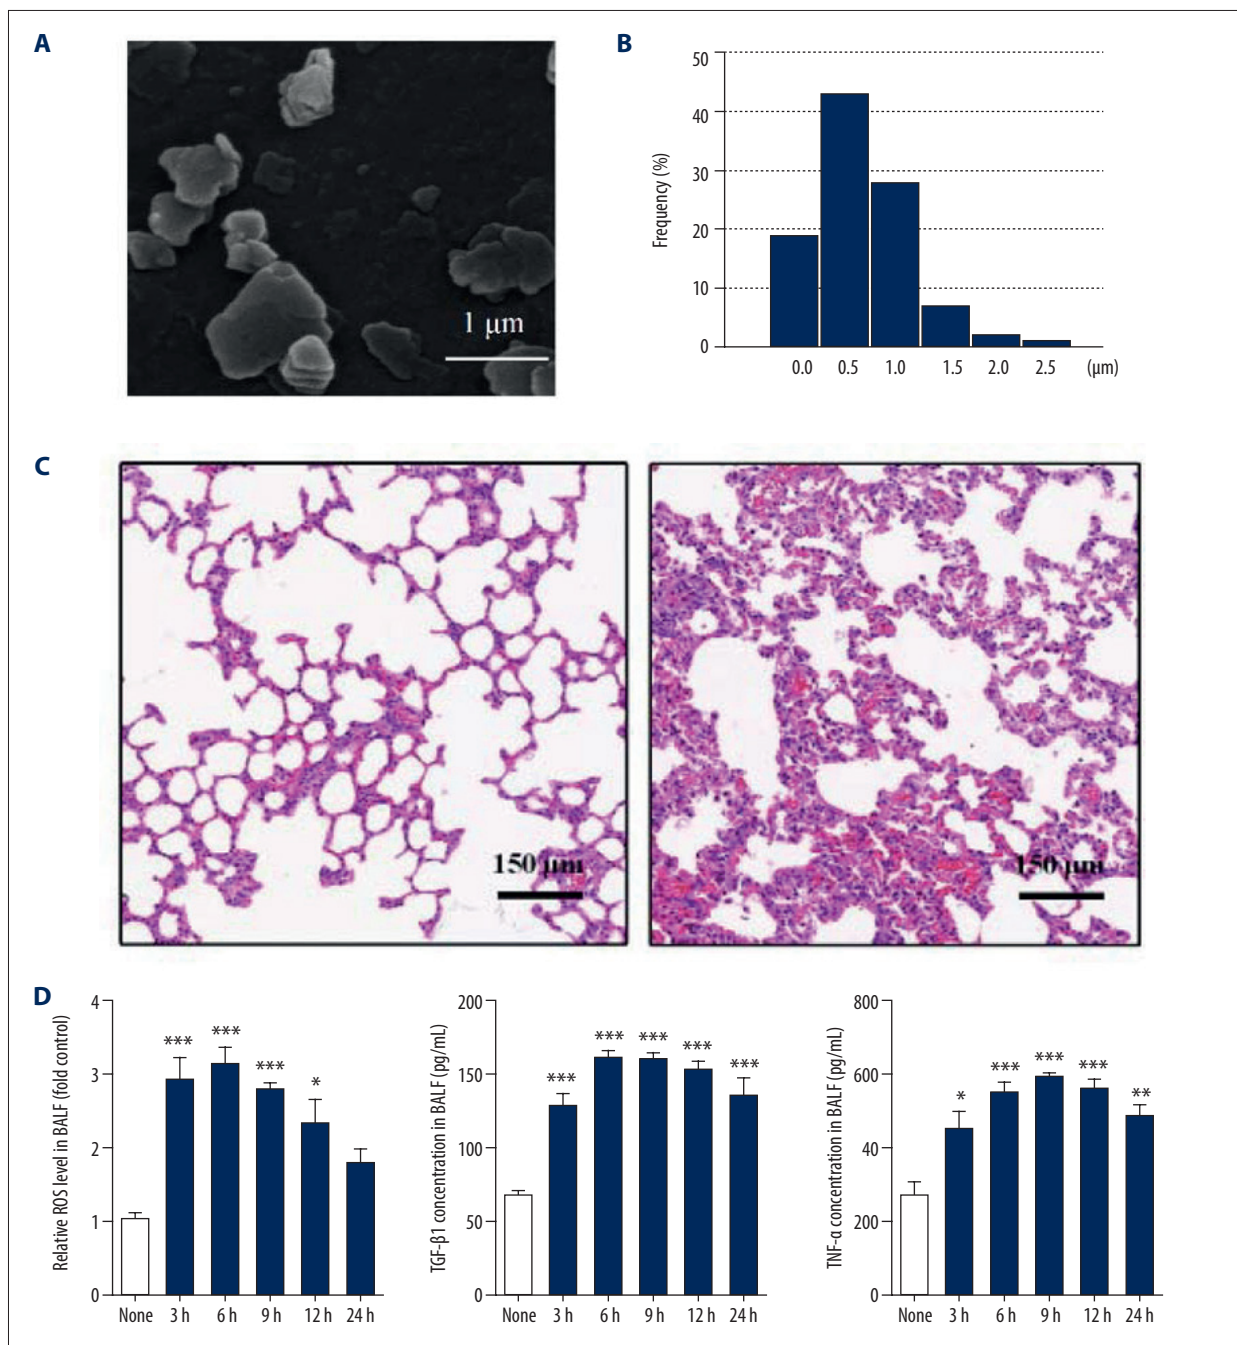 A
1 μm
B
50
40
30
20
10
0
Frequency (%)
0.0 0.5 1.0 1.5 2.0 2.5 (μm)
C
150 μm
150 μm
D
Relative ROS level in BALF (fold control)
4
3
2
1
0
*** *** *** *
None 3 h 6 h 9 h 12 h 24 h
TGF-β1 concentration in BALF (pg/mL)
200
150
100
50
0
*** *** *** *** ***
None 3 h 6 h 9 h 12 h 24 h
TNF-α concentration in BALF (pg/mL)
800
600
40
200
0
* *** *** *** **
None 3 h 6 h 9 h 12 h 24 h